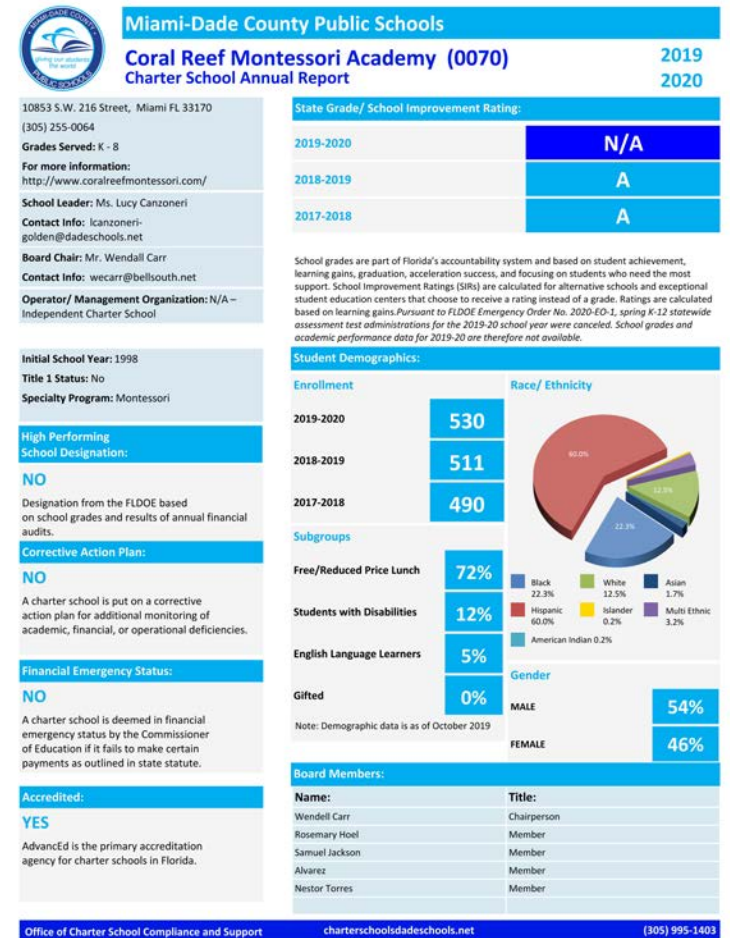 MIAMI-DADE COUNTY
giving our students
the world
PUBLIC SCHOOLS
Miami-Dade County Public Schools
Coral Reef Montessori Academy (0070)
Charter School Annual Report
2019
2020
10853 S.W. 216 Street, Miami FL 33170
(305) 255-0064
Grades Served: K - 8
For more information:
http://www.coralreefmontessori.com/
School Leader: Ms. Lucy Canzoneri
Contact Info: lcanzoneri-
golden@dadeschools.net
Board Chair: Mr. Wendall Carr
Contact Info: wecarr@bellsouth.net
Operator/ Management Organization: N/A –
Independent Charter School
Initial School Year: 1998
Title 1 Status: No
Specialty Program: Montessori
High Performing
School Designation:
NO
Designation from the FLDOE based
on school grades and results of annual financial
audits.
Corrective Action Plan:
NO
A charter school is put on a corrective
action plan for additional monitoring of
academic, financial, or operational deficiencies.
Financial Emergency Status:
NO
A charter school is deemed in financial
emergency status by the Commissioner
of Education if it fails to make certain
payments as outlined in state statute.
Accredited:
YES
AdvancEd is the primary accreditation
agency for charter schools in Florida.
State Grade/ School Improvement Rating:
2019-2020 N/A
2018-2019 A
2017-2018 A
School grades are part of Florida's accountability system and based on student achievement,
learning gains, graduation, acceleration success, and focusing on students who need the most
support. School Improvement Ratings (SIRs) are calculated for alternative schools and exceptional
student education centers that choose to receive a rating instead of a grade. Ratings are calculated
based on learning gains.Pursuant to FLDOE Emergency Order No. 2020-EO-1, spring K-12 statewide
assessment test administrations for the 2019-20 school year were canceled. School grades and
academic performance data for 2019-20 are therefore not available.
Student Demographics:
Enrollment
2019-2020 530
2018-2019 511
2017-2018 490
Subgroups
Free/Reduced Price Lunch 72%
Students with Disabilities 12%
English Language Learners 5%
Gifted 0%
Note: Demographic data is as of October 2019
Race/ Ethnicity
60.0%
12.5%
22.3%
Black White Asian
22.3% 12.5% 1.7%
Hispanic Islander Multi Ethnic
60.0% 0.2% 3.2%
American Indian 0.2%
Gender
MALE 54%
FEMALE 46%
Board Members:
Name: Title:
Wendell Carr Chairperson
Rosemary Hoel Member
Samuel Jackson Member
Alvarez Member
Nestor Torres Member
Office of Charter School Compliance and Support charterschoolsdadeschools.net (305) 995-1403